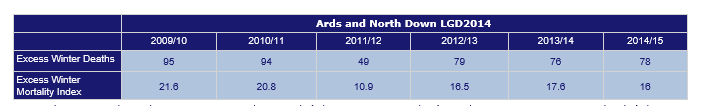 Ards and North Down LGD2014
2009/10 2010/11 2011/12 2012/13 2013/14 2014/15
Excess Winter Deaths 95 94 49 79 76 78
Excess Winter
Mortality Index 21.6 20.8 10.9 16.5 17.6 16